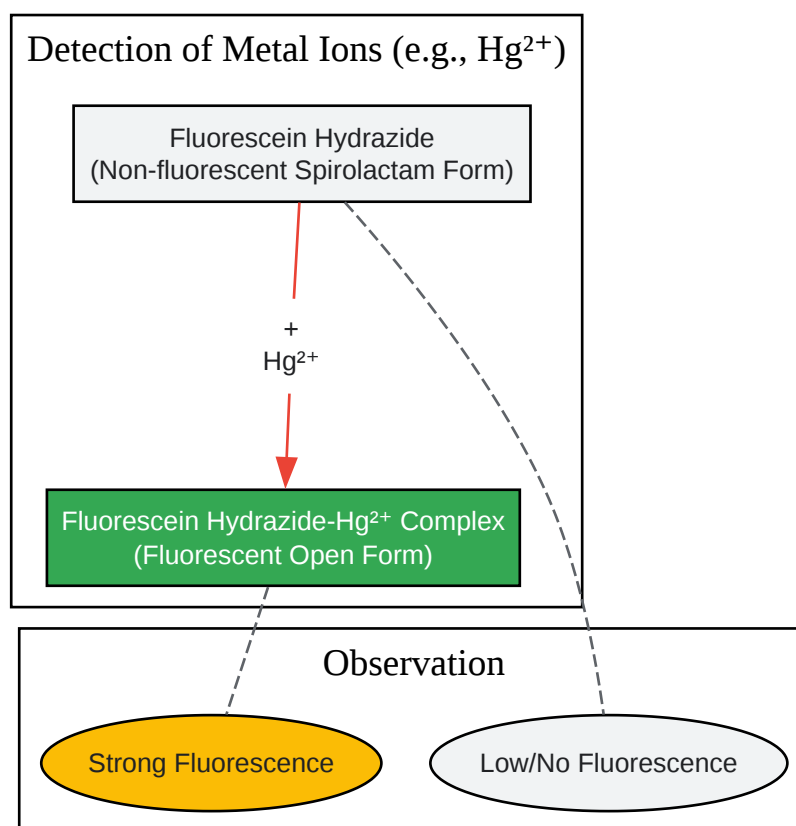 Detection of Metal Ions (e.g., Hg²⁺)
Fluorescein Hydrazide
(Non-fluorescent Spirolactam Form)
+
Hg²⁺
Fluorescein Hydrazide-Hg²⁺ Complex
(Fluorescent Open Form)
Observation
Strong Fluorescence
Low/No Fluorescence